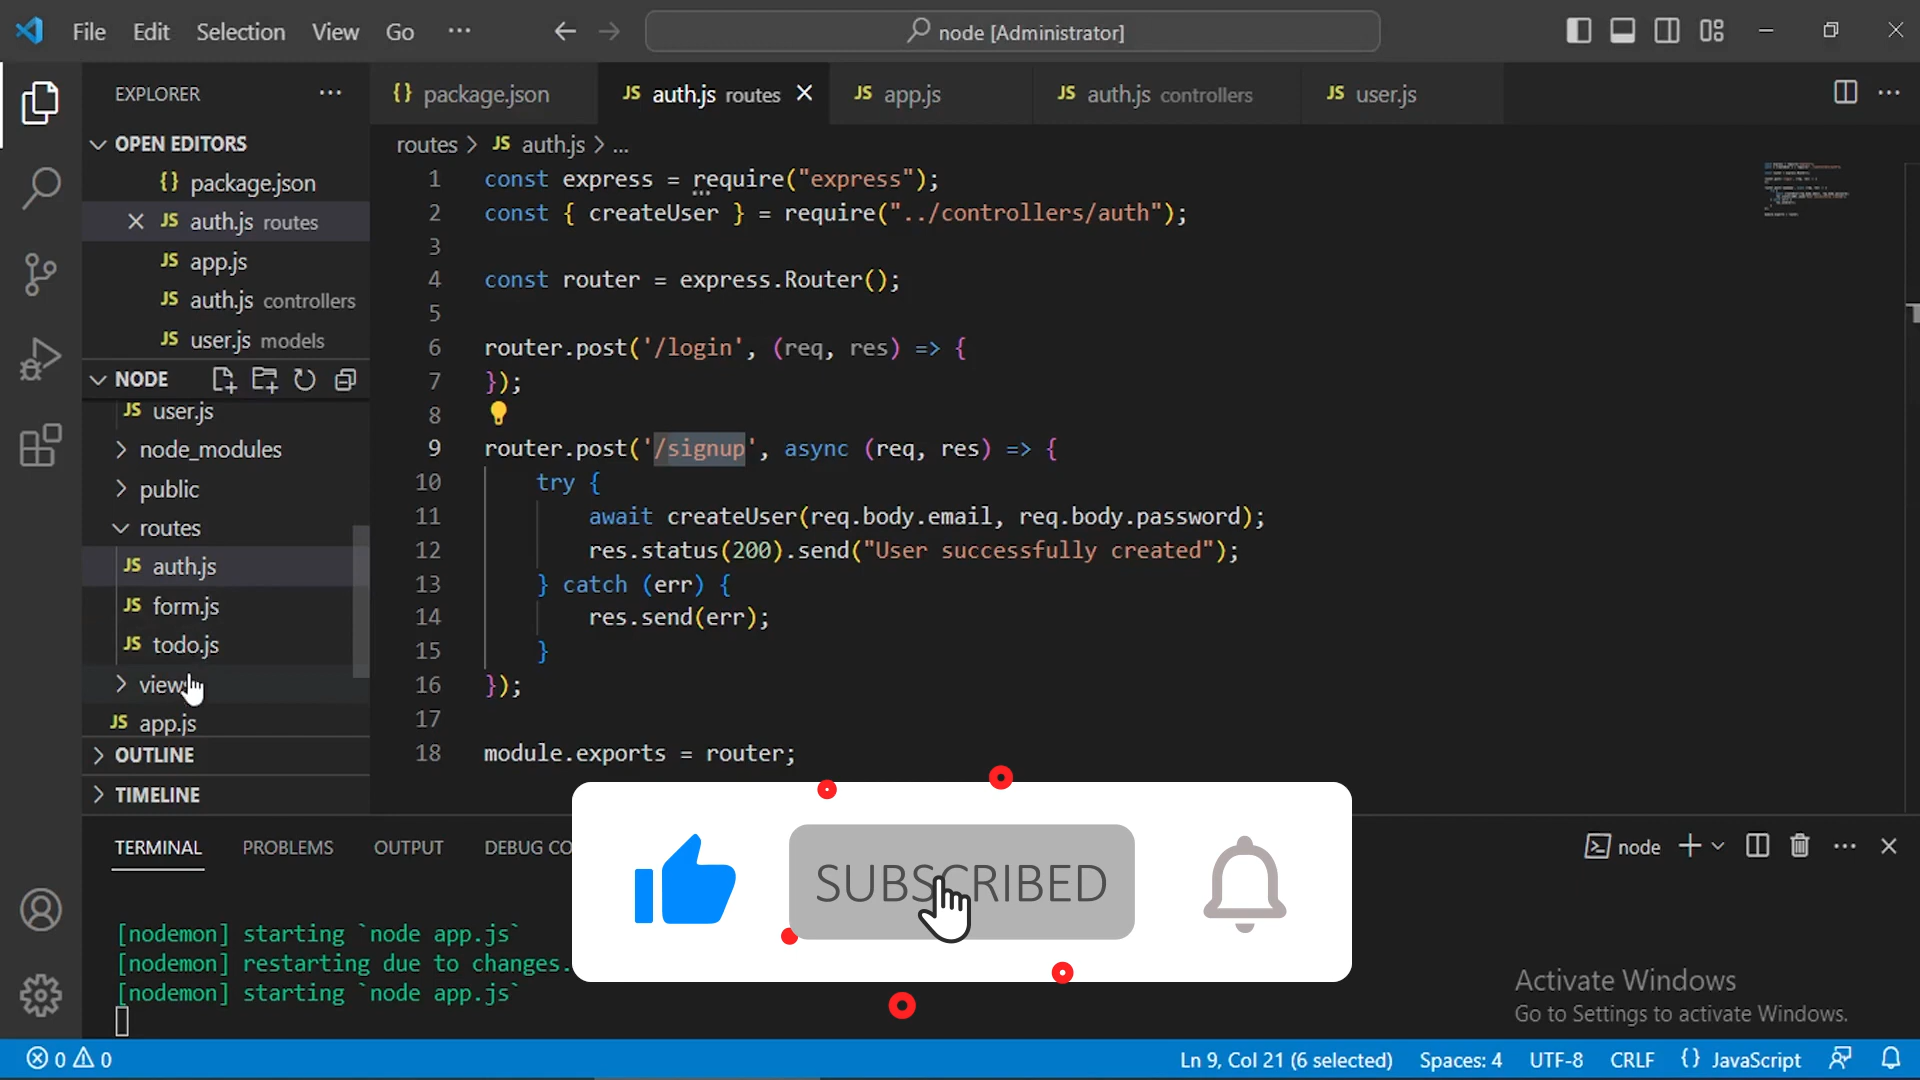 File Edit Selection View Go ··· node [Administrator]
EXPLORER ···
OPEN EDITORS
{} package.json
JS auth.js routes
JS app.js
JS auth.js controllers
JS user.js models
NODE
JS user.js
node_modules
public
routes
JS auth.js
JS form.js
JS todo.js
JS app.js
OUTLINE
TIMELINE
{} package.json JS auth.js routes JS app.js JS auth.js controllers JS user.js
routes > JS auth.js > ...
1 const express = require("express");
2 const { createUser } = require("../controllers/auth");
3
4 const router = express.Router();
5
6 router.post('/login', (req, res) => {
7 });
8
9 router.post('/signup', async (req, res) => {
10 try {
11 await createUser(req.body.email, req.body.password);
12 res.status(200).send("User successfully created");
13 } catch (err) {
14 res.send(err);
15 }
16 });
17
18 module.exports = router;
TERMINAL PROBLEMS OUTPUT DEBUG CO
node
[nodemon] starting `node app.js`
[nodemon] restarting due to changes.
[nodemon] starting `node app.js`
SUBSCRIBED
Activate Windows
Go to Settings to activate Windows.
0 0 Ln 9, Col 21 (6 selected) Spaces: 4 UTF-8 CRLF {} JavaScript